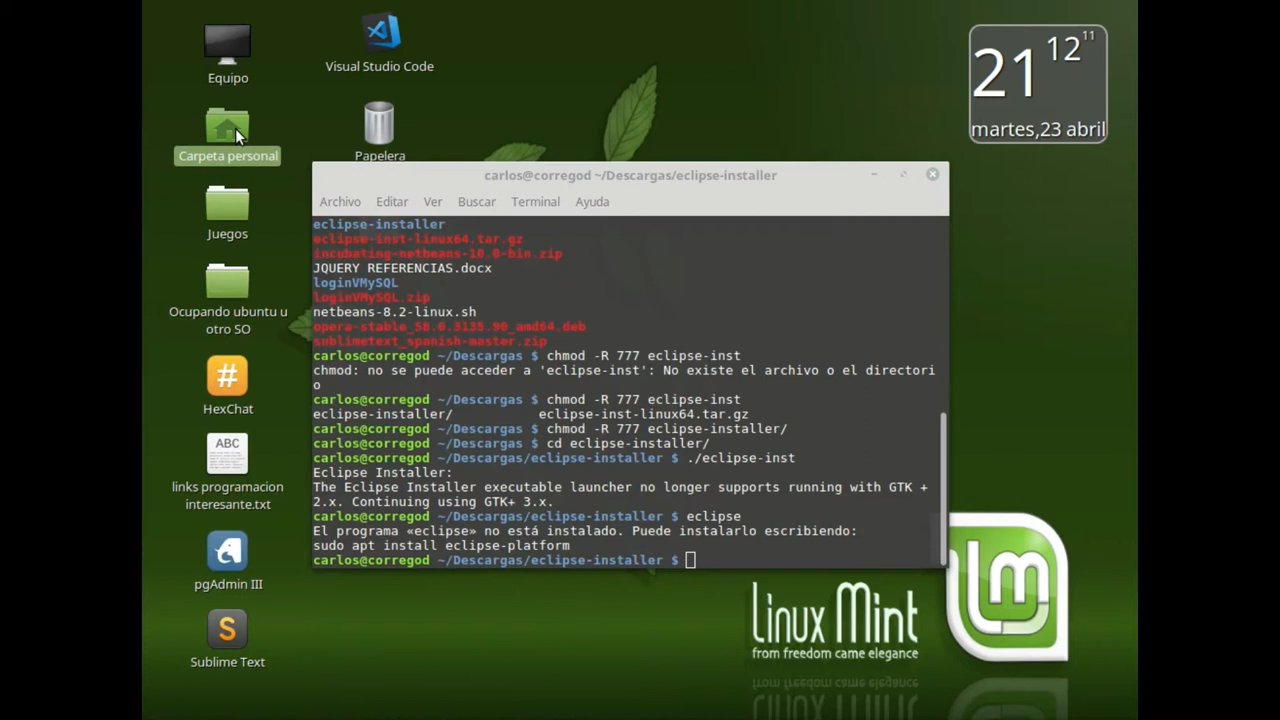 Equipo
Visual Studio Code
21 12 11
martes,23 abril
Carpeta personal
Papelera
Juegos
Ocupando ubuntu u
otro SO
HexChat
ABC
links programacion
interesante.txt
pgAdmin III
S
Sublime Text
carlos@corregod ~/Descargas/eclipse-installer
Archivo Editar Ver Buscar Terminal Ayuda
eclipse-installer
eclipse-inst-linux64.tar.gz
incubating-netbeans-10.0-bin.zip
JQUERY REFERENCIAS.docx
loginVMySQL
loginVMySQL.zip
netbeans-8.2-linux.sh
opera-stable_58.0.3135.90_amd64.deb
sublimetext_spanish-master.zip
carlos@corregod ~/Descargas $ chmod -R 777 eclipse-inst
chmod: no se puede acceder a 'eclipse-inst': No existe el archivo o el directori
o
carlos@corregod ~/Descargas $ chmod -R 777 eclipse-inst
eclipse-installer/ eclipse-inst-linux64.tar.gz
carlos@corregod ~/Descargas $ chmod -R 777 eclipse-installer/
carlos@corregod ~/Descargas $ cd eclipse-installer/
carlos@corregod ~/Descargas/eclipse-installer $ ./eclipse-inst
Eclipse Installer:
The Eclipse Installer executable launcher no longer supports running with GTK +
2.x. Continuing using GTK+ 3.x.
carlos@corregod ~/Descargas/eclipse-installer $ eclipse
El programa «eclipse» no está instalado. Puede instalarlo escribiendo:
sudo apt install eclipse-platform
carlos@corregod ~/Descargas/eclipse-installer $
Linux Mint
from freedom came elegance